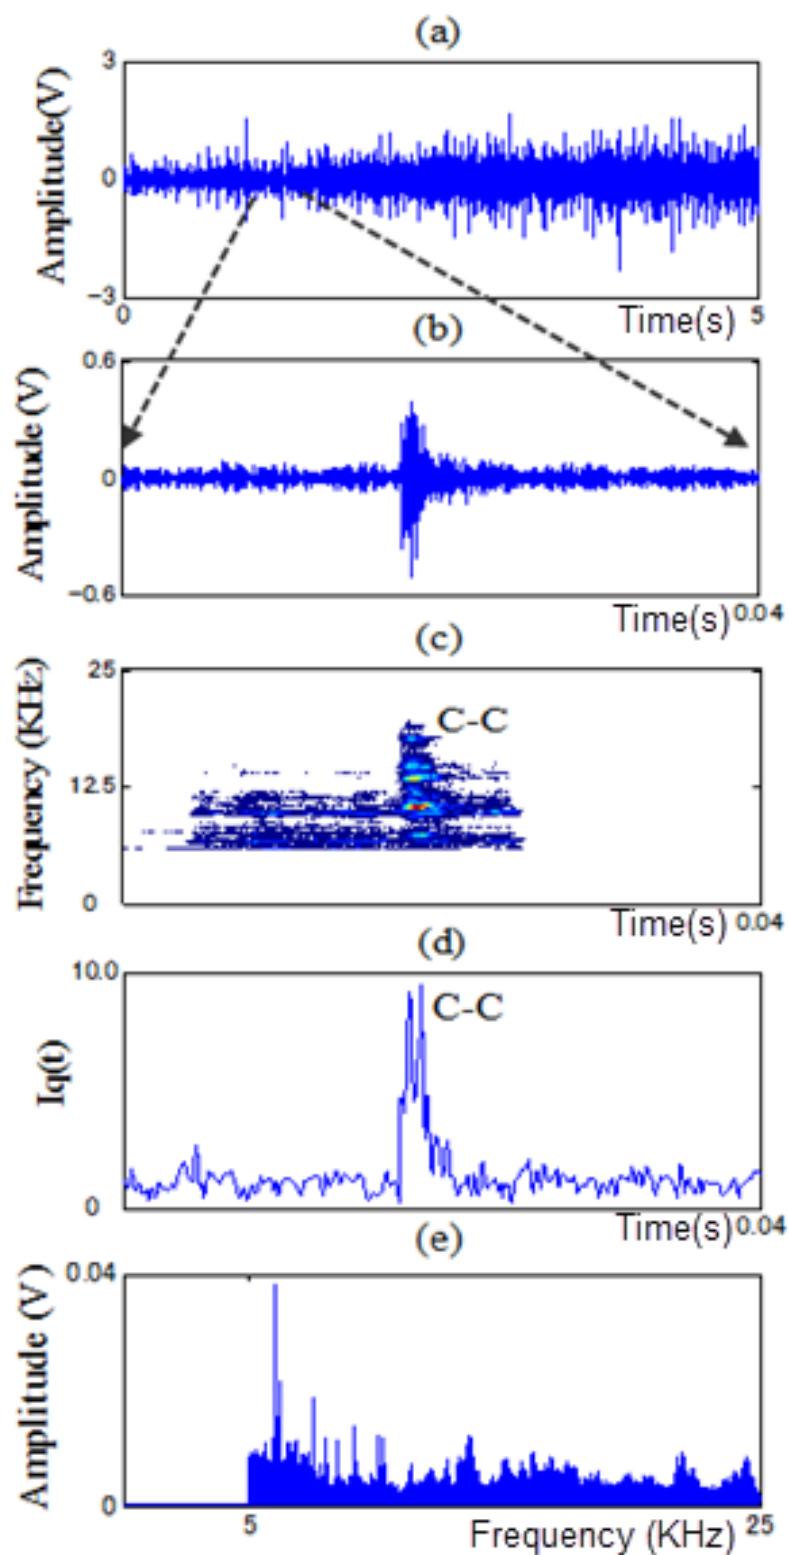 (a)
3
Amplitude(V)
0
−3
0 Time(s) 5
(b)
0.6
Amplitude (V)
0
−0.6
Time(s) 0.04
(c)
25
C-C
Frequency (KHz)
12.5
0
Time(s) 0.04
(d)
10.0
C-C
Iq(t)
0
Time(s) 0.04
(e)
0.04
Amplitude (V)
0
5 Frequency (KHz) 25